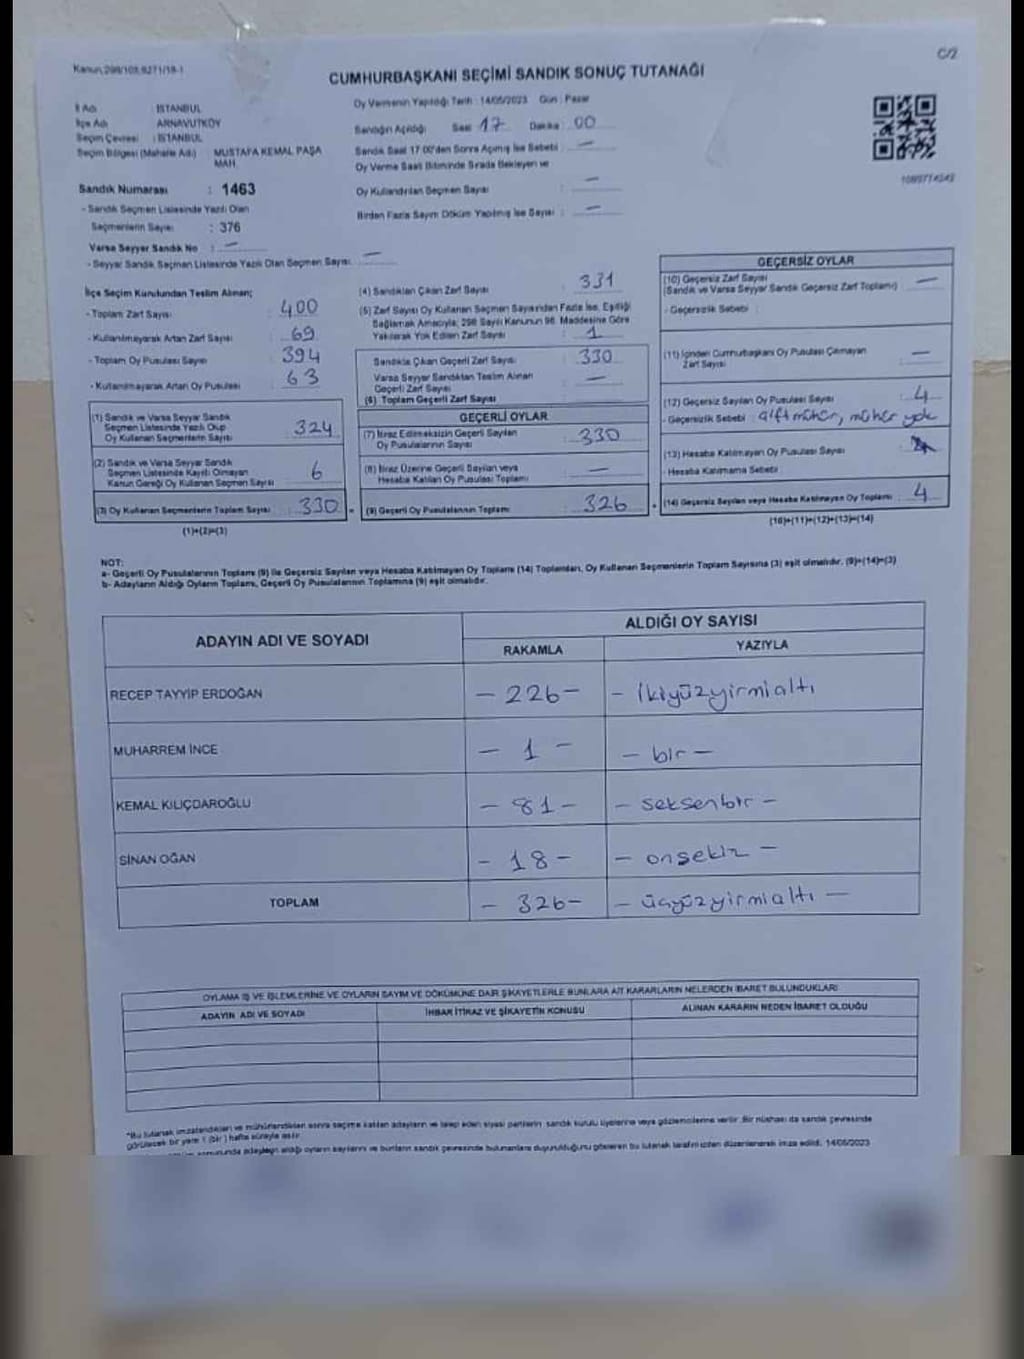 Kanun,298/103,6271/18-1
C/2
CUMHURBAŞKANI SEÇİMİ SANDIK SONUÇ TUTANAĞI
İl Adı : İSTANBUL
İlçe Adı : ARNAVUTKÖY
Seçim Çevresi : İSTANBUL
Seçim Bölgesi (Mahalle Adı) : MUSTAFA KEMAL PAŞA
MAH.
Sandık Numarası : 1463
- Sandık Seçmen Listesinde Yazılı Olan
Seçmenlerin Sayısı : 376
Varsa Seyyar Sandık No : —
- Seyyar Sandık Seçmen Listesinde Yazılı Olan Seçmen Sayısı : —
Oy Vermenin Yapıldığı Tarih : 14/05/2023 Gün : Pazar
Sandığın Açıldığı Saat 17 Dakika : 00
Sandık Saat 17:00'den Sonra Açılmış İse Sebebi : —
Oy Verme Saati Bitiminde Sırada Bekleyen ve
Oy Kullandırılan Seçmen Sayısı : —
Birden Fazla Sayım Döküm Yapılmış İse Sayısı : —
İlçe Seçim Kurulundan Teslim Alınan;
- Toplam Zarf Sayısı : 400
- Kullanılmayarak Artan Zarf Sayısı : 69
- Toplam Oy Pusulası Sayısı : 394
- Kullanılmayarak Artan Oy Pusulası : 63
(1) Sandık ve Varsa Seyyar Sandık
Seçmen Listesinde Yazılı Olup
Oy Kullanan Seçmenlerin Sayısı : 324
(2) Sandık ve Varsa Seyyar Sandık
Seçmen Listesinde Kayıtlı Olmayan
Kanun Gereği Oy Kullanan Seçmen Sayısı : 6
(3) Oy Kullanan Seçmenlerin Toplam Sayısı : 330 =
(1)+(2)=(3)
(4) Sandıktan Çıkan Zarf Sayısı : 331
(5) Zarf Sayısı Oy Kullanan Seçmen Sayısından Fazla İse, Eşitliği
Sağlamak Amacıyla; 298 Sayılı Kanunun 98. Maddesine Göre
Yakılarak Yok Edilen Zarf Sayısı : 1
Sandıkta Çıkan Geçerli Zarf Sayısı : 330
Varsa Seyyar Sandıktan Teslim Alınan
Geçerli Zarf Sayısı : —
(6) Toplam Geçerli Zarf Sayısı
GEÇERLİ OYLAR
(7) İtiraz Edilmeksizin Geçerli Sayılan
Oy Pusulalarının Sayısı : 330
(8) İtiraz Üzerine Geçerli Sayılan veya
Hesaba Katılan Oy Pusulası Toplamı : —
(9) Geçerli Oy Pusulalarının Toplamı : 326 +
GEÇERSİZ OYLAR
(10) Geçersiz Zarf Sayısı
(Sandık ve Varsa Seyyar Sandık Geçersiz Zarf Toplamı) : —
- Geçersizlik Sebebi :
(11) İçinden Cumhurbaşkanı Oy Pusulası Çıkmayan
Zarf Sayısı : —
(12) Geçersiz Sayılan Oy Pusulası Sayısı : 4
- Geçersizlik Sebebi : çift mühür, mühür yok
(13) Hesaba Katılmayan Oy Pusulası Sayısı
- Hesaba Katılmama Sebebi
(14) Geçersiz Sayılan veya Hesaba Katılmayan Oy Toplamı : 4
(10)+(11)+(12)+(13)=(14)
NOT:
a- Geçerli Oy Pusulalarının Toplamı (9) ile Geçersiz Sayılan veya Hesaba Katılmayan Oy Toplamı (14) Toplamları, Oy Kullanan Seçmenlerin Toplam Sayısına (3) eşit olmalıdır. (9)+(14)=(3)
b- Adayların Aldığı Oyların Toplamı, Geçerli Oy Pusulalarının Toplamına (9) eşit olmalıdır.
ADAYIN ADI VE SOYADI
ALDIĞI OY SAYISI
RAKAMLA YAZIYLA
RECEP TAYYİP ERDOĞAN — 226 — — İkiyüzyirmialtı
MUHARREM İNCE — 1 — — bir —
KEMAL KILIÇDAROĞLU — 81 — — seksenbir —
SİNAN OĞAN — 18 — — onsekiz —
TOPLAM — 326 — — üçyüzyirmialtı —
OYLAMA İŞ VE İŞLEMLERİNE VE OYLARIN SAYIM VE DÖKÜMÜNE DAİR ŞİKAYETLERLE BUNLARA AİT KARARLARIN NELERDEN İBARET BULUNDUKLARI
ADAYIN ADI VE SOYADI İHBAR İTİRAZ VE ŞİKAYETİN KONUSU ALINAN KARARIN NEDEN İBARET OLDUĞU
*Bu tutanak imzalandıktan ve mühürlendikten sonra seçime katılan adayların ve talep eden siyasi partilerin sandık kurulu üyelerine veya gözlemcilerine verilir. Bir nüshası da sandık çevresinde
görülecek bir yere 1 (bir) hafta süreyle asılır.
sonunda adayların aldığı oyların sayılarını ve bunların sandık çevresinde bulunanlara duyurulduğunu gösteren bu tutanak tarafımızdan düzenlenerek imza edildi. 14/05/2023